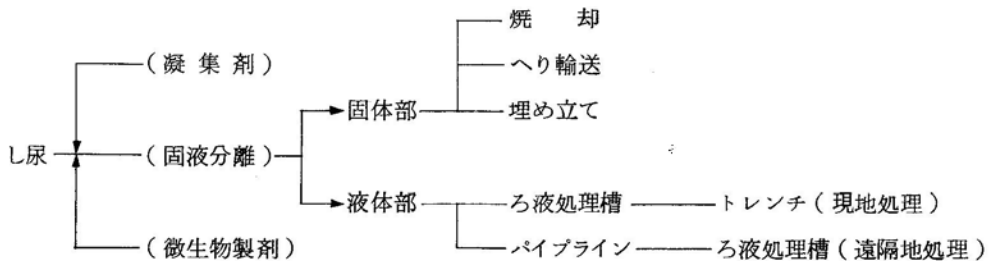 焼却
(凝集剤)
へり輸送
固体部
埋め立て
し尿
(固液分離)
液体部
ろ液処理槽
トレンチ(現地処理)
(微生物製剤)
パイプライン
ろ液処理槽(遠隔地処理)